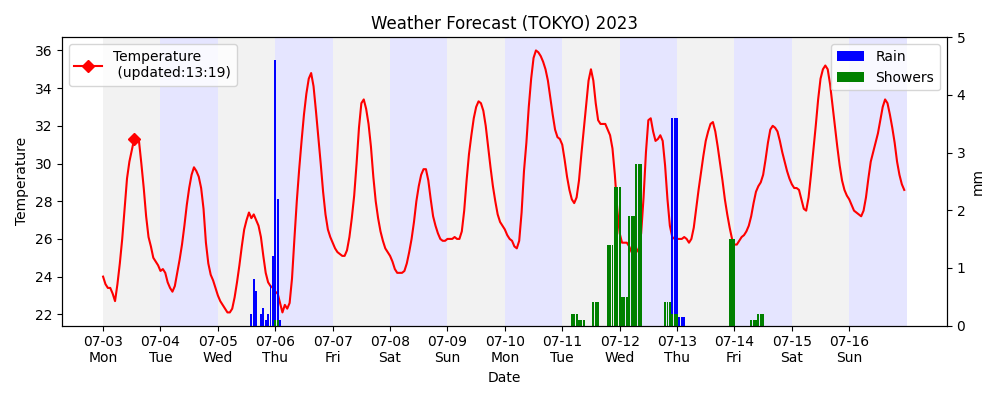 Weather Forecast (TOKYO) 2023
Temperature
(updated:13:19)
Rain
Showers
36
34
32
30
28
26
24
22
Temperature
5
4
3
2
1
0
mm
07-03 07-04 07-05 07-06 07-07 07-08 07-09 07-10 07-11 07-12 07-13 07-14 07-15 07-16
Mon Tue Wed Thu Fri Sat Sun Mon Tue Wed Thu Fri Sat Sun
Date